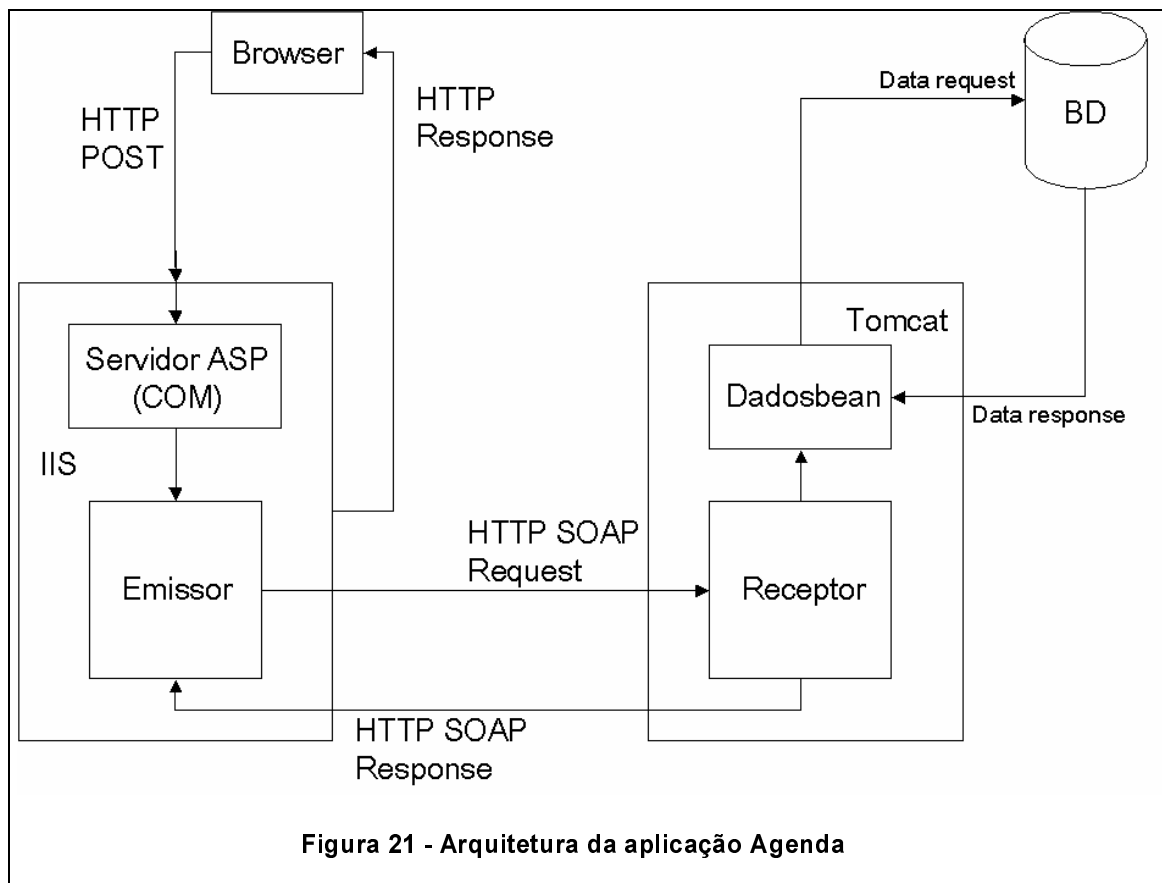 Browser
Data request
BD
HTTP
POST
HTTP
Response
Tomcat
Servidor ASP
(COM)
Dadosbean
Data response
IIS
HTTP SOAP
Request
Emissor
Receptor
HTTP SOAP
Response
Figura 21 - Arquitetura da aplicação Agenda